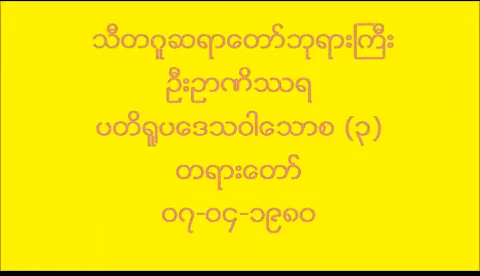 သီတဂူဆရာတော်ဘုရားကြီး
ဦးဉာဏိဿရ
ပတိရူပဒေသဝါသောစ (၃)
တရားတော်
၀၇-၀၄-၁၉၈၀